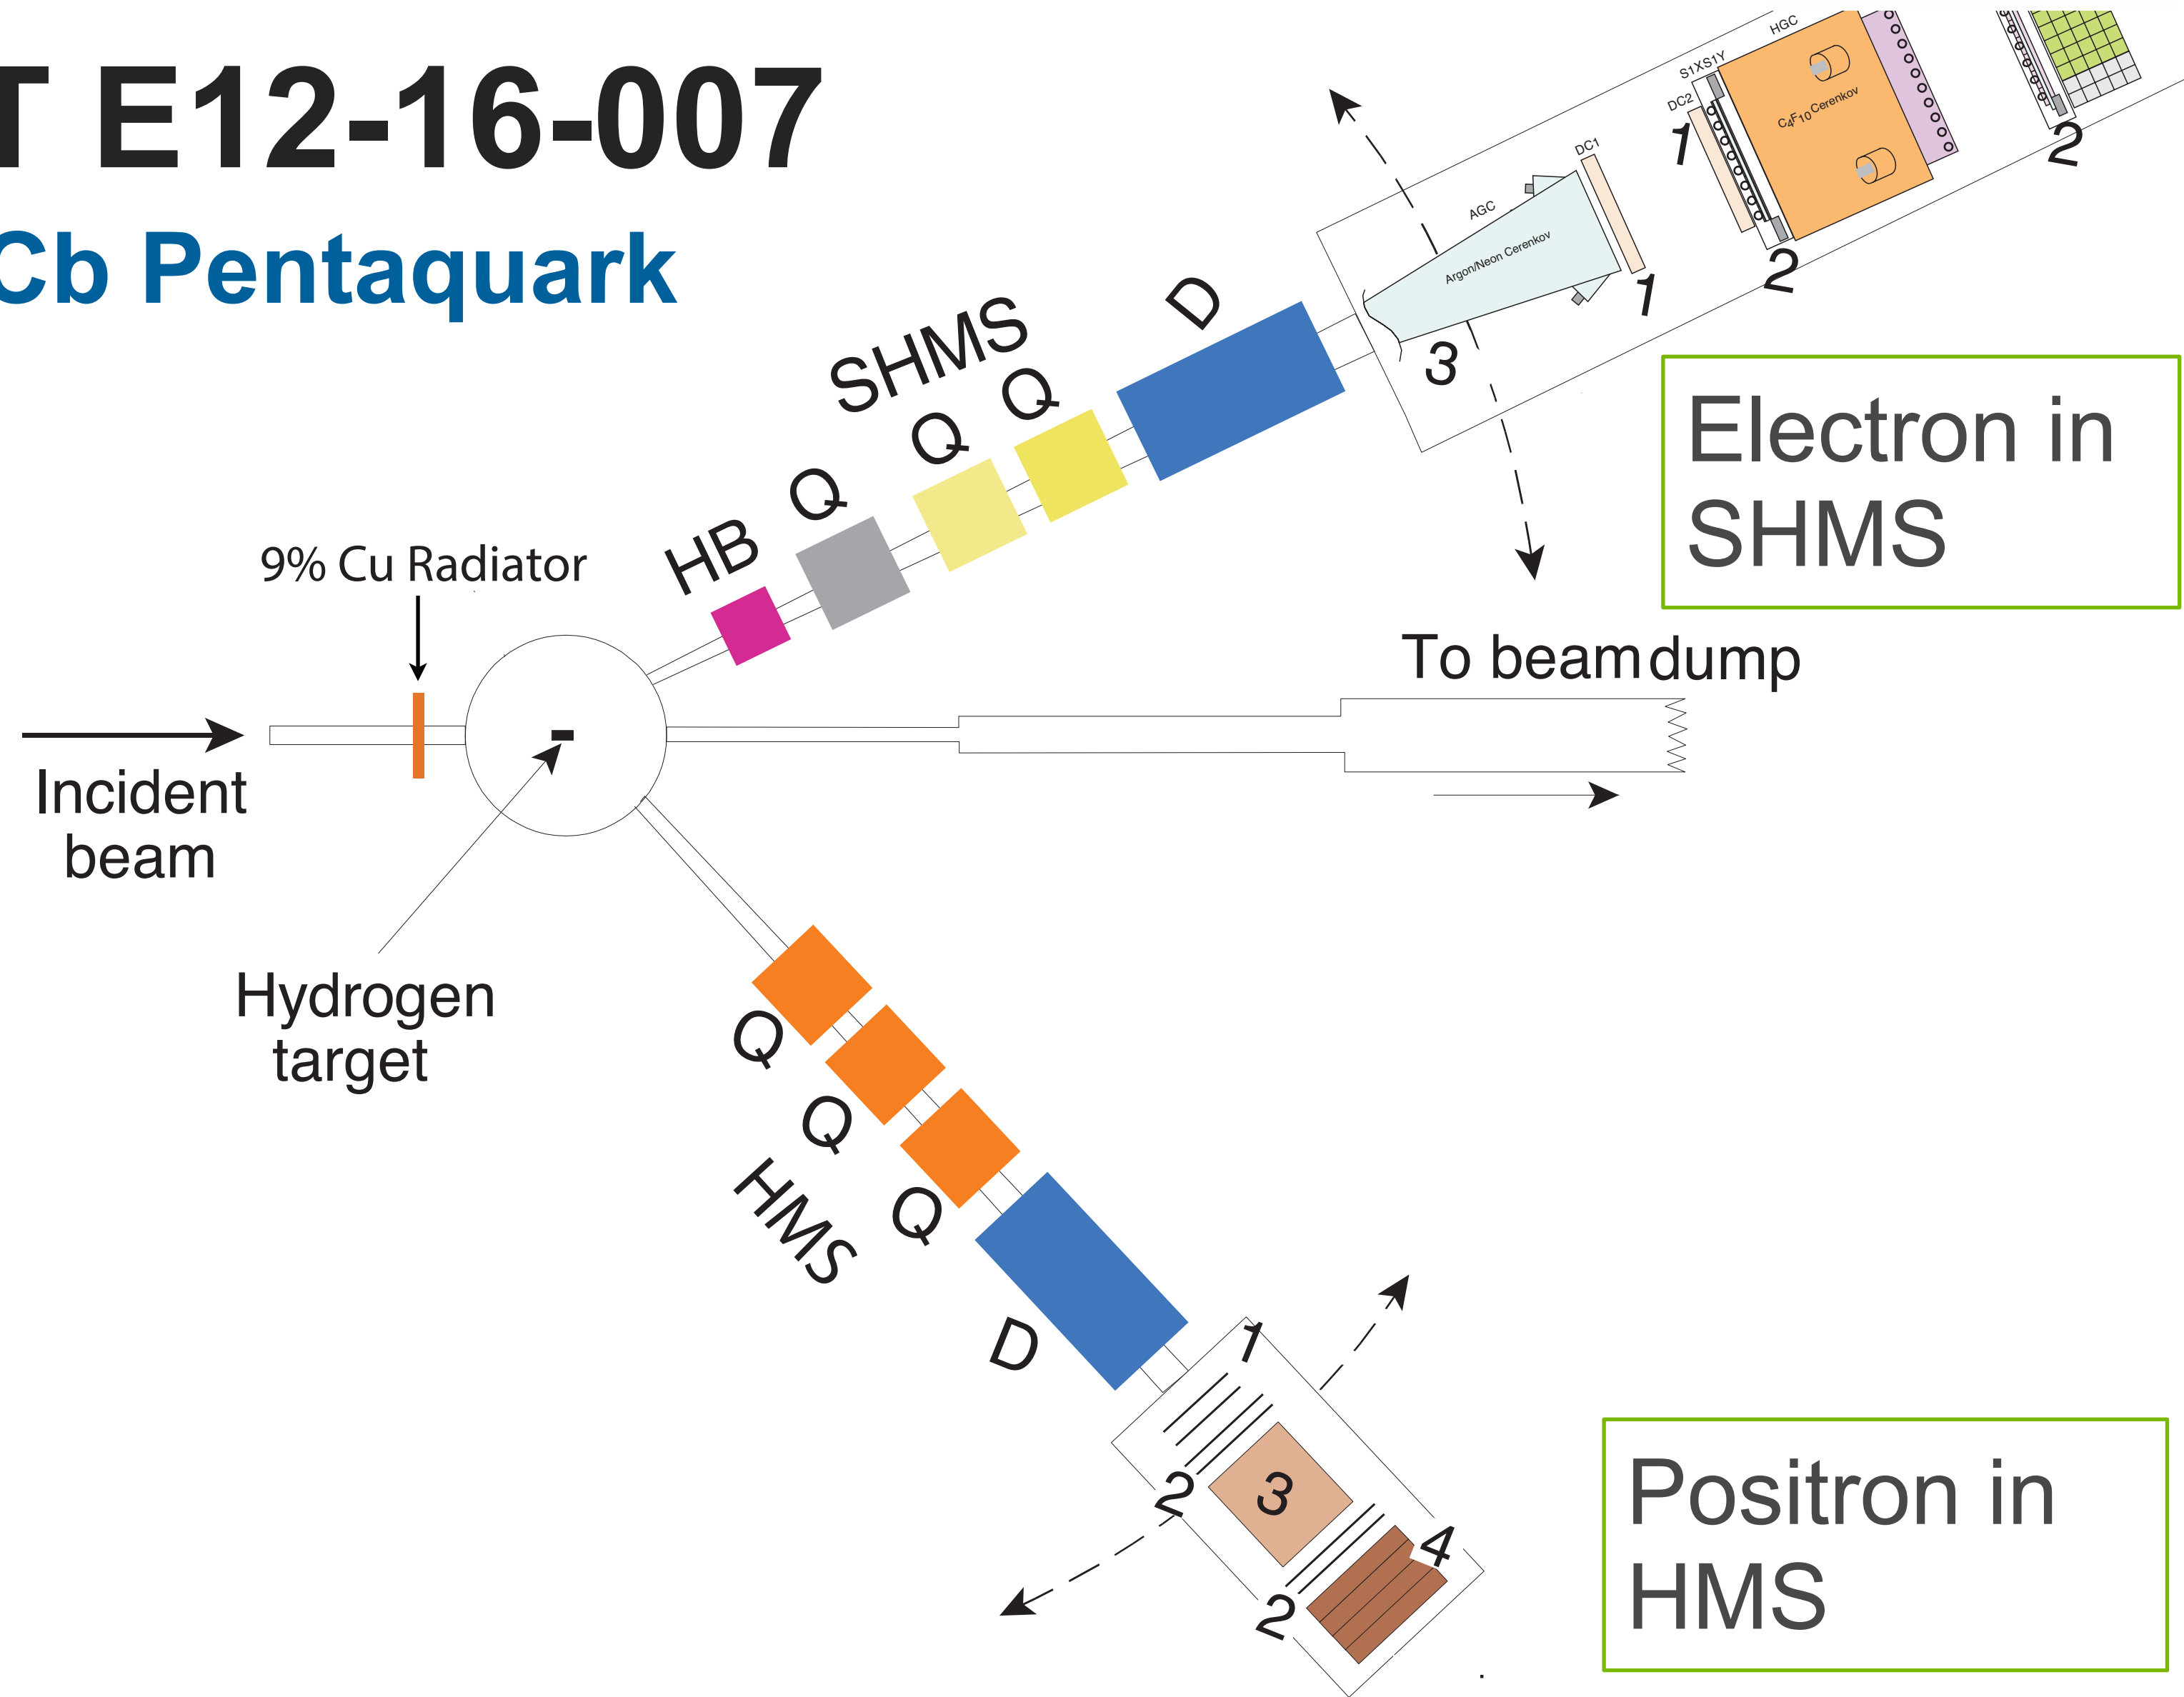 T E12-16-007
Cb Pentaquark
HGC
S1XS1Y
DC2
1
C4F10 Cerenkov
2
2
DC1
AGC
Argon/Neon Cerenkov
1
3
D
SHMS
Q
Q
Q
HB
Electron in
SHMS
9% Cu Radiator
To beam dump
Incident
beam
Hydrogen
target
Q
Q
Q
HMS
D
1
2
3
4
2
Positron in
HMS